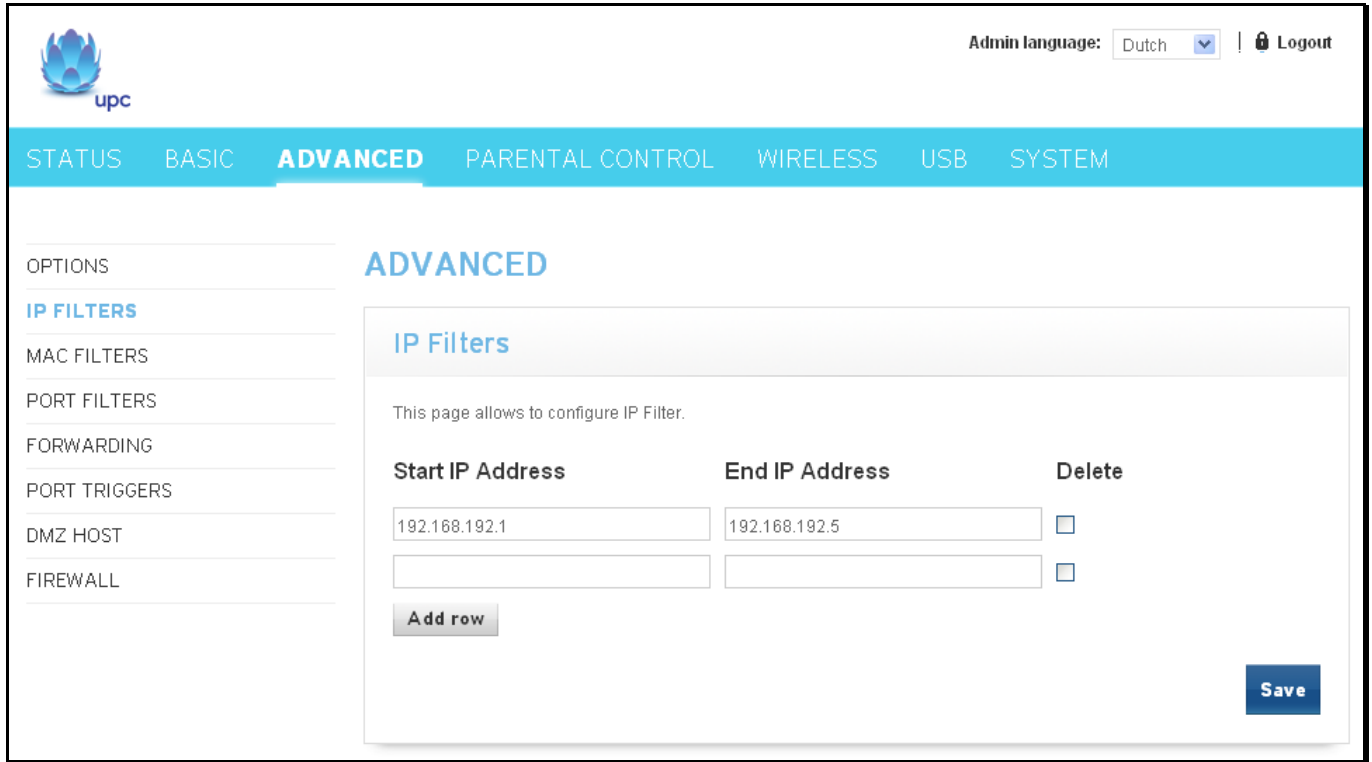 upc
Admin language: Dutch | Logout
STATUS BASIC ADVANCED PARENTAL CONTROL WIRELESS USB SYSTEM
OPTIONS
IP FILTERS
MAC FILTERS
PORT FILTERS
FORWARDING
PORT TRIGGERS
DMZ HOST
FIREWALL
ADVANCED
IP Filters
This page allows to configure IP Filter.
Start IP Address End IP Address Delete
192.168.192.1 192.168.192.5
Add row
Save